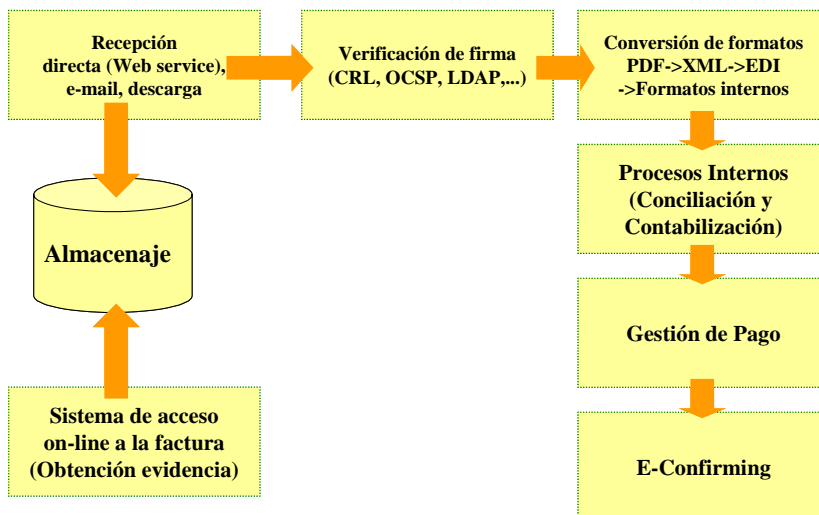 Recepción
directa (Web service),
e-mail, descarga
Verificación de firma
(CRL, OCSP, LDAP,...)
Conversión de formatos
PDF->XML->EDI
->Formatos internos
Procesos Internos
(Conciliación y
Contabilización)
Almacenaje
Gestión de Pago
Sistema de acceso
on-line a la factura
(Obtención evidencia)
E-Confirming